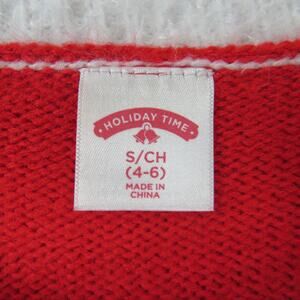 • HOLIDAY TIME •
S/CH
(4-6)
MADE IN
CHINA